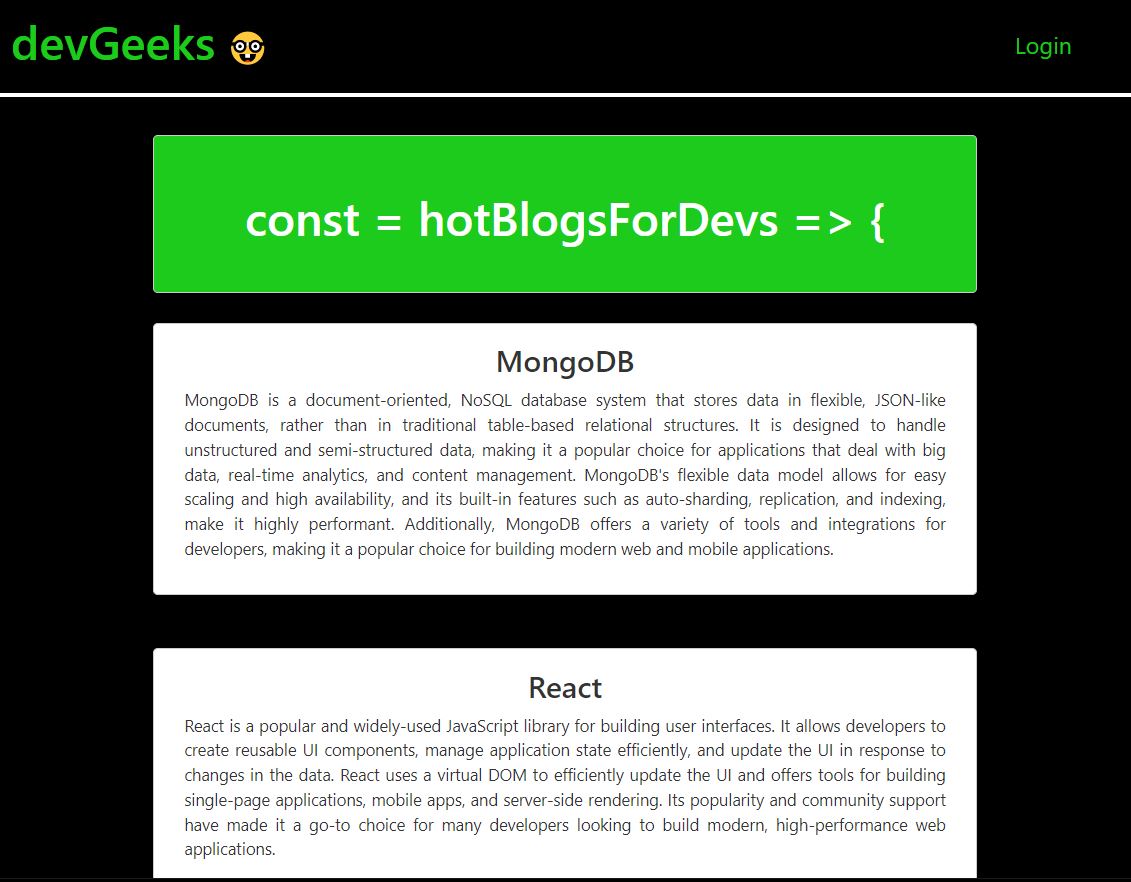 devGeeks 🤓
Login
const = hotBlogsForDevs => {
MongoDB
MongoDB is a document-oriented, NoSQL database system that stores data in flexible, JSON-like
documents, rather than in traditional table-based relational structures. It is designed to handle
unstructured and semi-structured data, making it a popular choice for applications that deal with big
data, real-time analytics, and content management. MongoDB's flexible data model allows for easy
scaling and high availability, and its built-in features such as auto-sharding, replication, and indexing,
make it highly performant. Additionally, MongoDB offers a variety of tools and integrations for
developers, making it a popular choice for building modern web and mobile applications.
React
React is a popular and widely-used JavaScript library for building user interfaces. It allows developers to
create reusable UI components, manage application state efficiently, and update the UI in response to
changes in the data. React uses a virtual DOM to efficiently update the UI and offers tools for building
single-page applications, mobile apps, and server-side rendering. Its popularity and community support
have made it a go-to choice for many developers looking to build modern, high-performance web
applications.